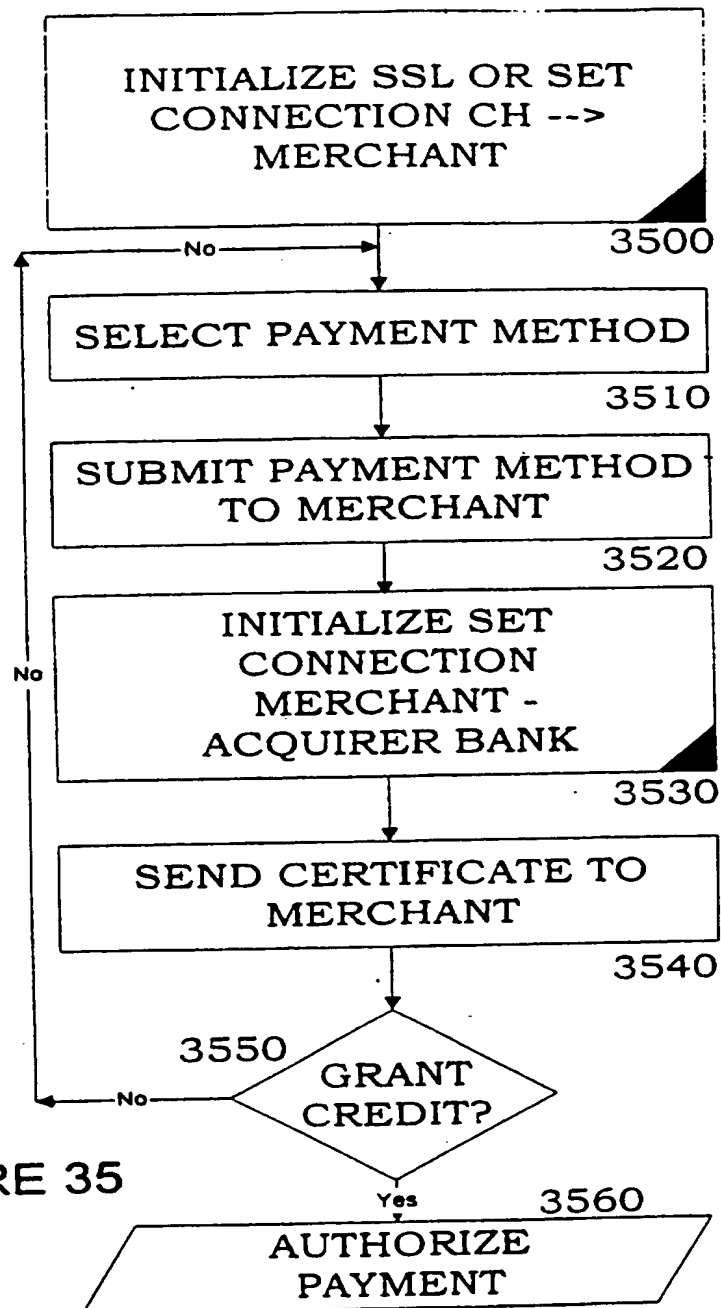 INITIALIZE SSL OR SET
CONNECTION CH -->
MERCHANT
3500
No
SELECT PAYMENT METHOD
3510
SUBMIT PAYMENT METHOD
TO MERCHANT
3520
No
INITIALIZE SET
CONNECTION
MERCHANT -
ACQUIRER BANK
3530
SEND CERTIFICATE TO
MERCHANT
3540
3550
GRANT
CREDIT?
No
RE 35
Yes
3560
AUTHORIZE
PAYMENT